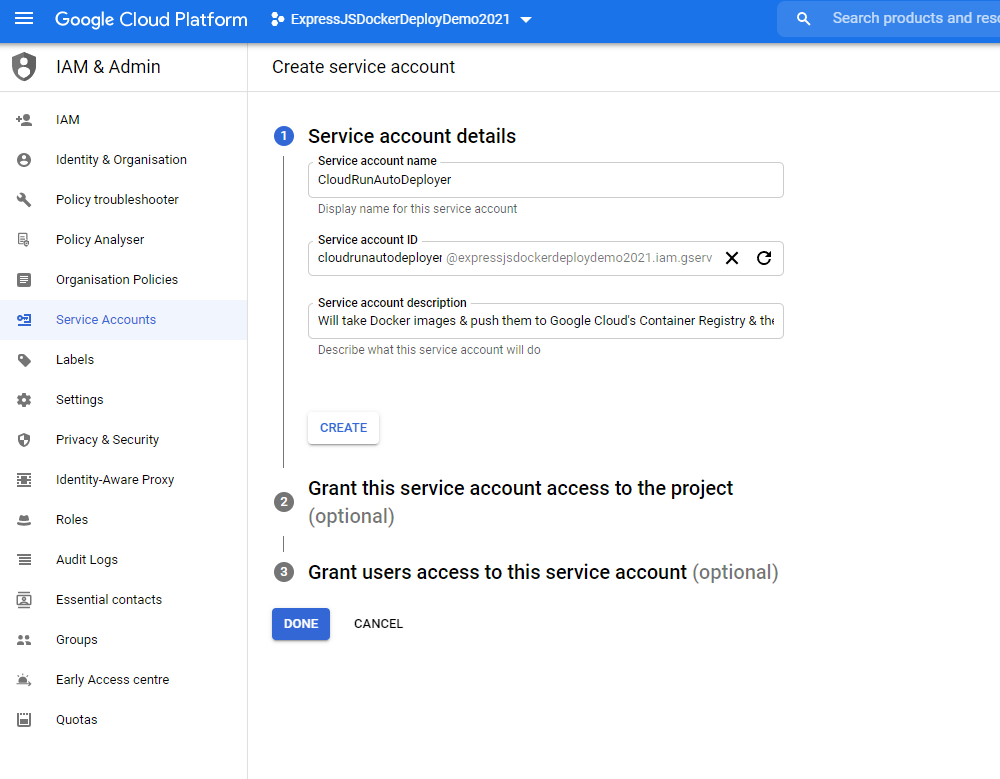 Google Cloud Platform
ExpressJSDockerDeployDemo2021
Search products and reso
IAM & Admin
Create service account
IAM
Identity & Organisation
Policy troubleshooter
Policy Analyser
Organisation Policies
Service Accounts
Labels
Settings
Privacy & Security
Identity-Aware Proxy
Roles
Audit Logs
Essential contacts
Groups
Early Access centre
Quotas
1
Service account details
Service account name
CloudRunAutoDeployer
Display name for this service account
Service account ID
cloudrunautodeployer @expressjsdockerdeploydemo2021.iam.gserv
Service account description
Will take Docker images & push them to Google Cloud's Container Registry & the
Describe what this service account will do
CREATE
2
Grant this service account access to the project
(optional)
3
Grant users access to this service account (optional)
DONE
CANCEL